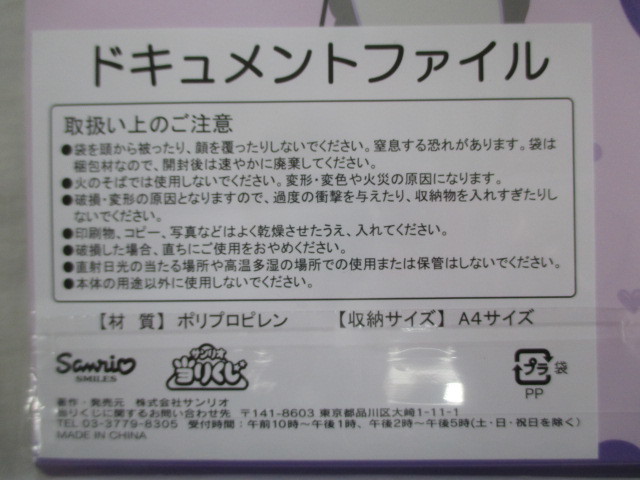 ドキュメントファイル
取扱い上のご注意
●袋を頭から被ったり、顔を覆ったりしないでください。窒息する恐れがあります。袋は
梱包材なので、開封後は速やかに廃棄してください。
●火のそばでは使用しないでください。変形・変色や火災の原因になります。
●破損・変形の原因となりますので、過度の衝撃を与えたり、収納物を入れすぎたりし
ないでください。
●印刷物、コピー、写真などはよく乾燥させたうえ、入れてください。
●破損した場合、直ちにご使用をおやめください。
●直射日光の当たる場所や高温多湿の場所での使用または保管はしないでください。
●本体の用途以外に使用しないでください。
【材 質】 ポリプロピレン 【収納サイズ】 A4サイズ
Sanrio
SMILES
サンリオ
当りくじ
プラ 袋
PP
著作・発売元 株式会社サンリオ
当りくじに関するお問い合わせ先 〒141-8603 東京都品川区大崎1-11-1
TEL 03-3779-8305 受付時間:午前10時~午後1時、午後2時~午後5時(土・日・祝日を除く)
MADE IN CHINA